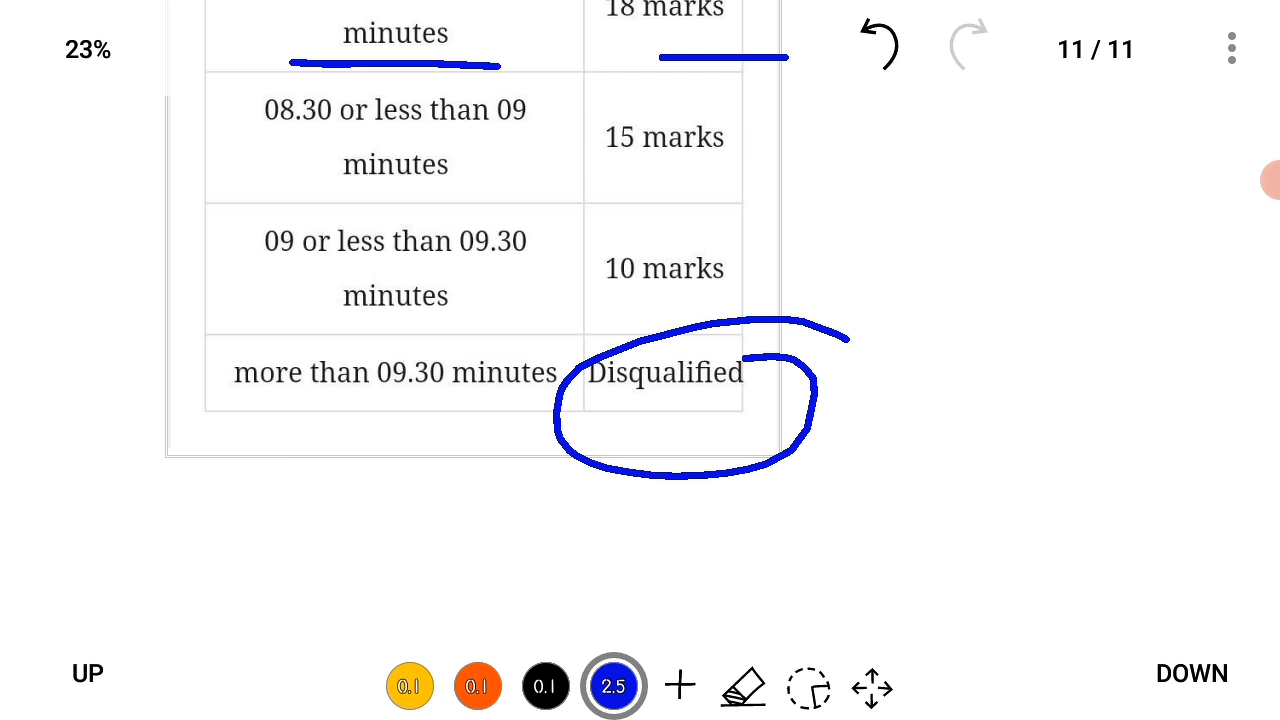 23%
11 / 11
minutes
18 marks
08.30 or less than 09
minutes
15 marks
09 or less than 09.30
minutes
10 marks
more than 09.30 minutes
Disqualified
UP
0.1
0.1
0.1
2.5
DOWN